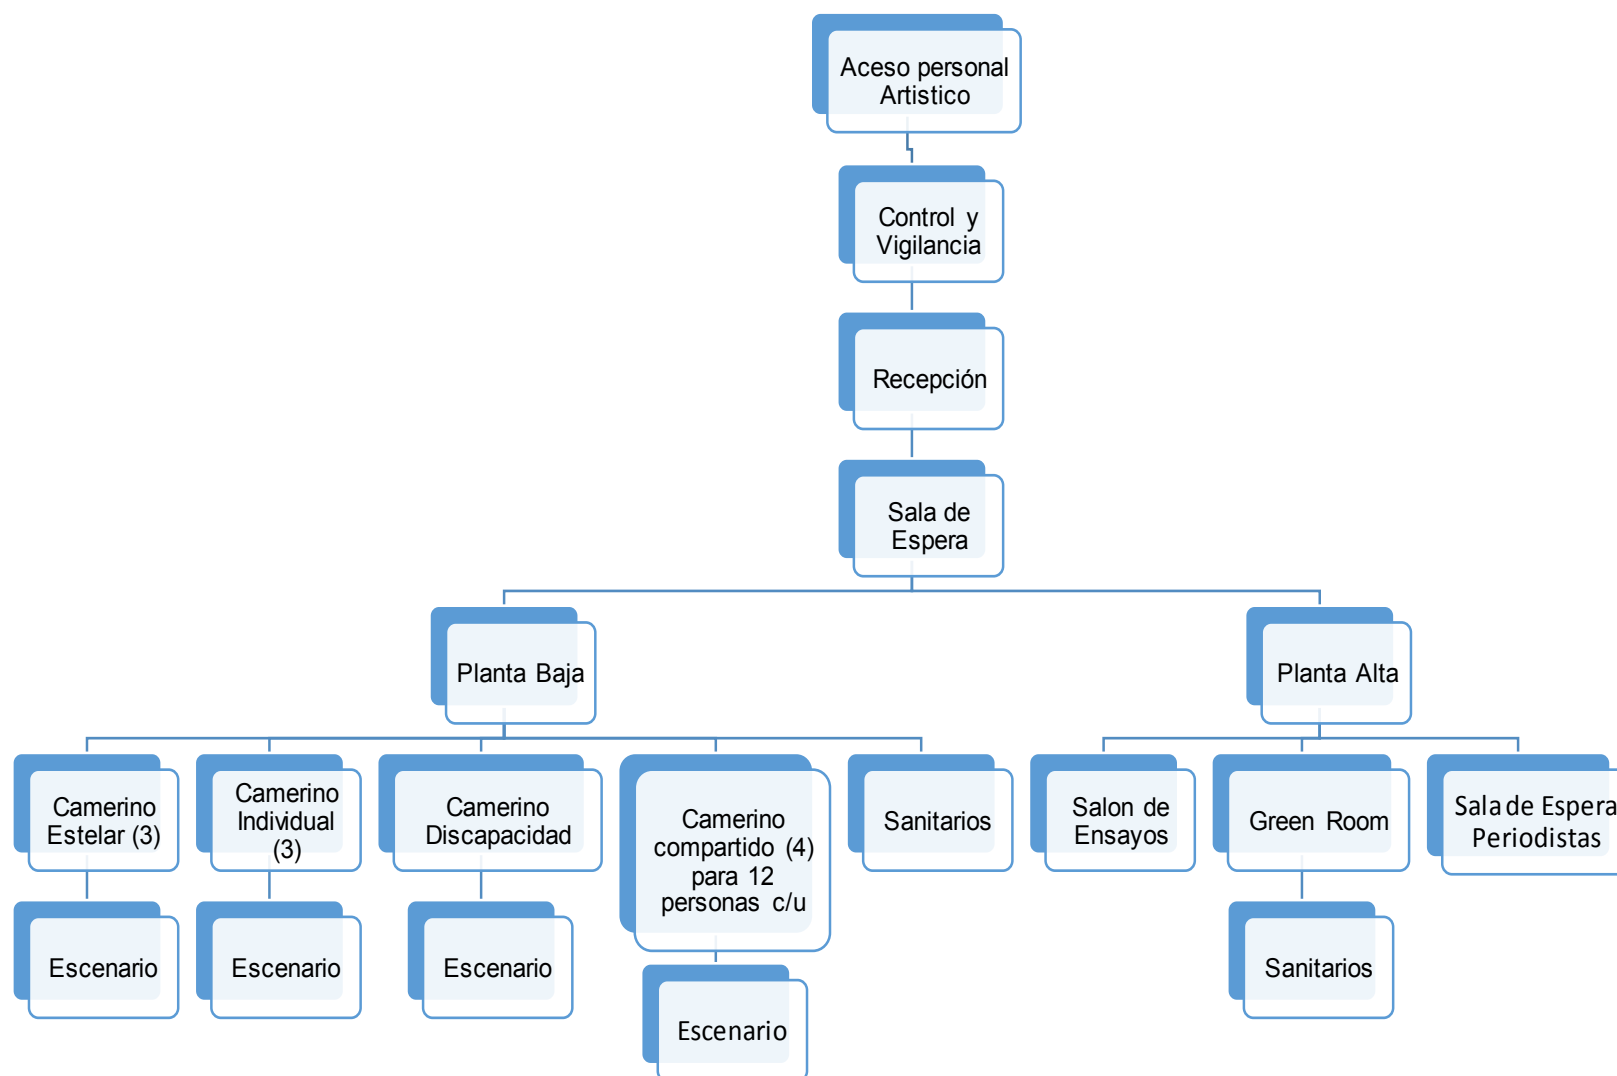 Aceso personal
Artistico
Control y
Vigilancia
Recepción
Sala de
Espera
Planta Baja
Planta Alta
Camerino
Estelar (3)
Camerino
Individual
(3)
Camerino
Discapacidad
Camerino
compartido (4)
para 12
personas c/u
Sanitarios
Salon de
Ensayos
Green Room
Sala de Espera
Periodistas
Escenario
Escenario
Escenario
Escenario
Sanitarios